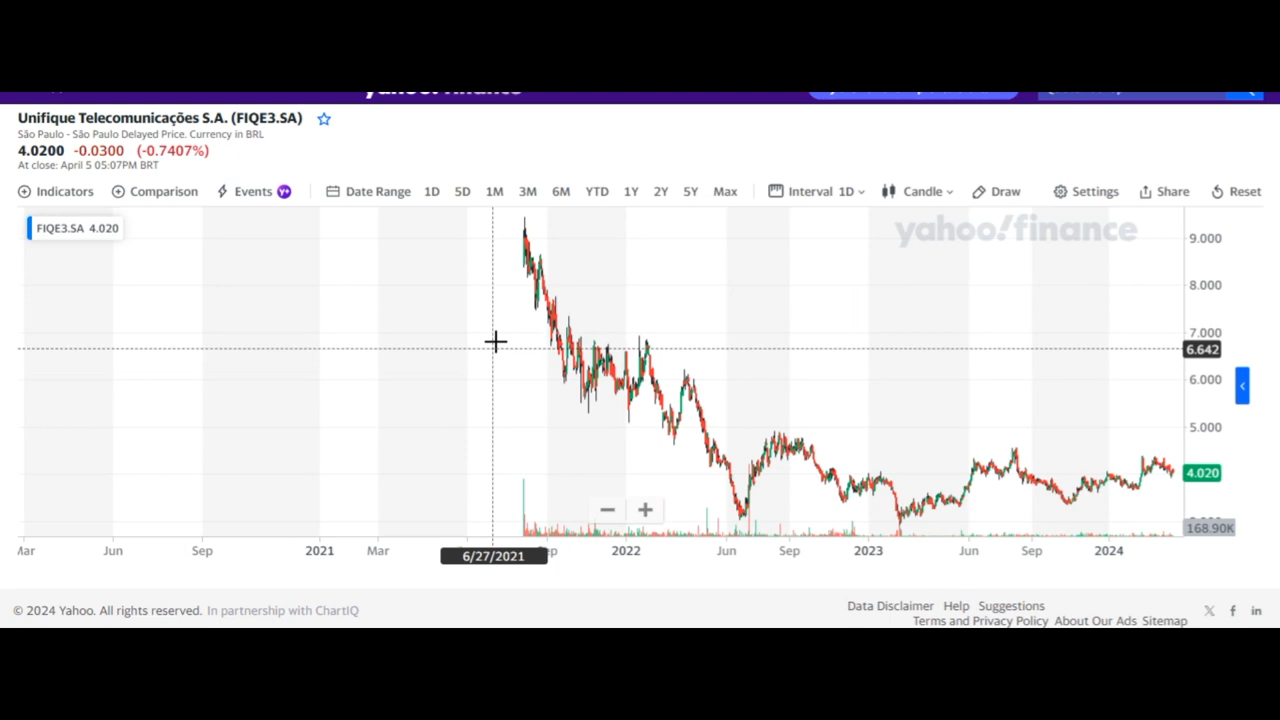 Unifique Telecomunicações S.A. (FIQE3.SA)
São Paulo - São Paulo Delayed Price. Currency in BRL
4.0200 -0.0300 (-0.7407%)
At close: April 5 05:07PM BRT
Indicators Comparison Events Y+ Date Range 1D 5D 1M 3M 6M YTD 1Y 2Y 5Y Max Interval 1D Candle Draw Settings Share Reset
FIQE3.SA 4.020
yahoo!finance
9.000
8.000
7.000
6.642
6.000
5.000
4.020
168.90K
Mar Jun Sep 2021 Mar 2022 Jun Sep 2023 Jun Sep 2024
6/27/2021
© 2024 Yahoo. All rights reserved. In partnership with ChartIQ
Data Disclaimer Help Suggestions
Terms and Privacy Policy About Our Ads Sitemap